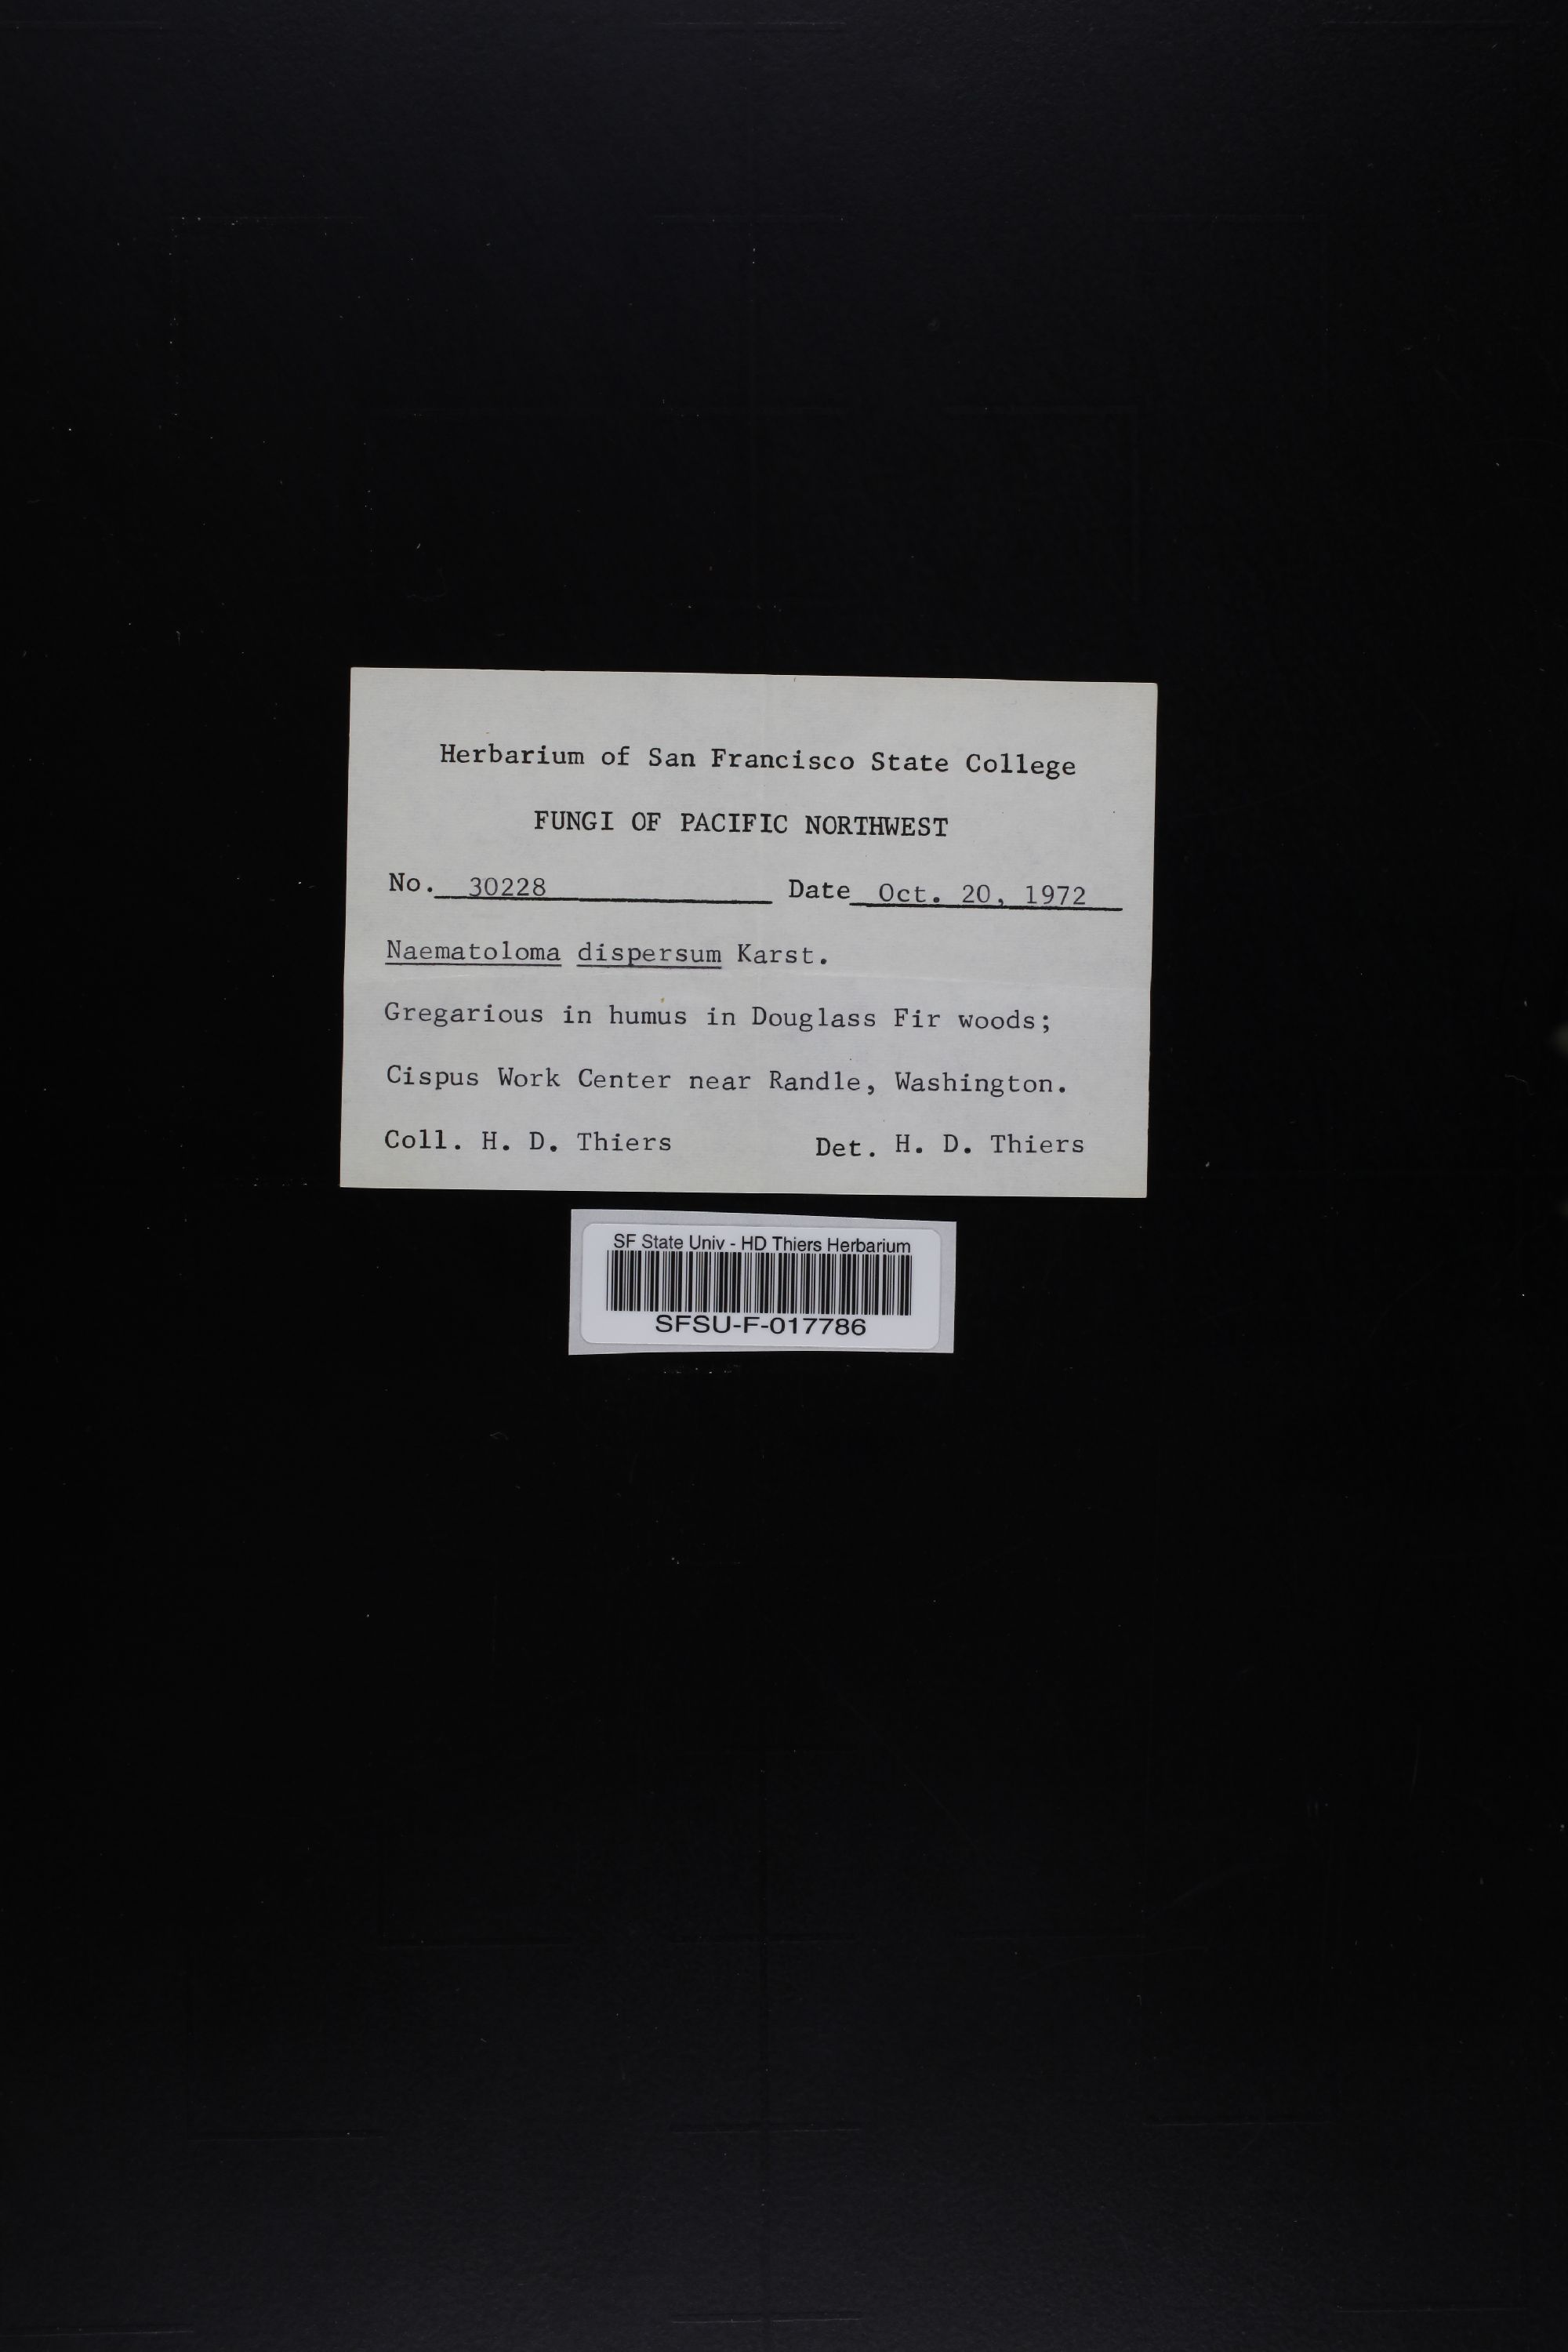 Herbarium of San Francisco State College
FUNGI OF PACIFIC NORTHWEST
No. 30228 Date Oct. 20, 1972
Naematoloma dispersum Karst.
Gregarious in humus in Douglass Fir woods;
Cispus Work Center near Randle, Washington.
Coll. H. D. Thiers Det. H. D. Thiers
SF State Univ - HD Thiers Herbarium
SFSU-F-017786